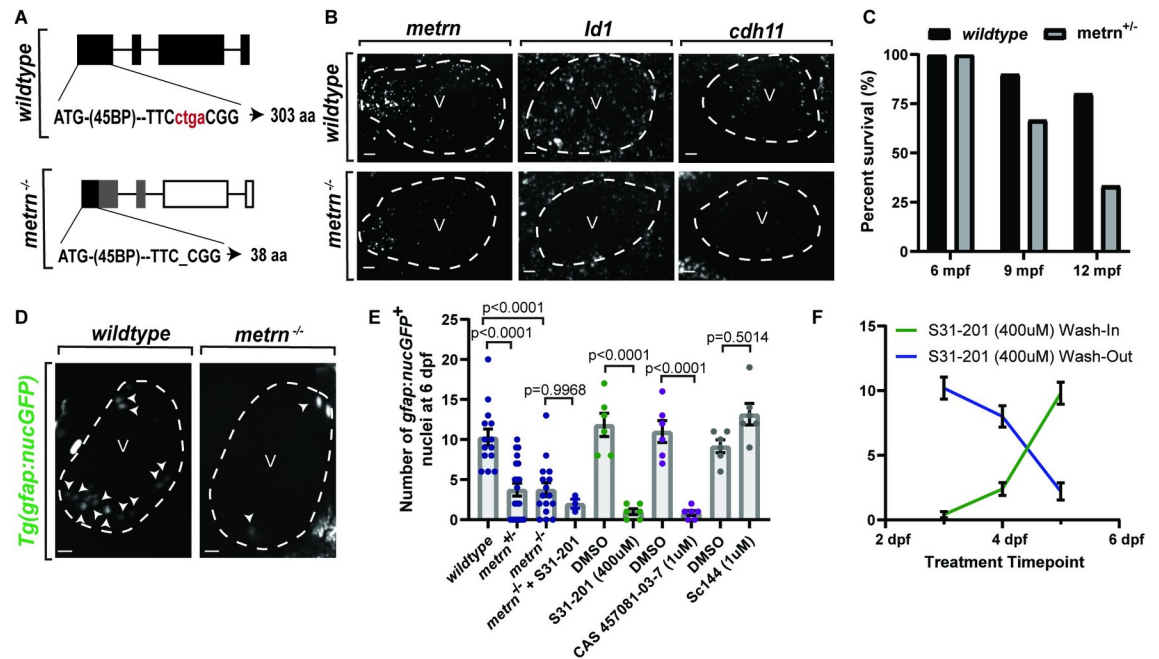 A
wildtype
ATG-(45BP)--TTCctgaCGG
303 aa
metrn -/-
ATG-(45BP)--TTC_CGG
38 aa
B
metrn
Id1
cdh11
wildtype
V
V
V
metrn -/-
V
V
V
C
wildtype
metrn+/-
Percent survival (%)
100
75
50
25
0
6 mpf
9 mpf
12 mpf
D
wildtype
metrn -/-
Tg(gfap:nucGFP)
V
V
E
Number of gfap:nucGFP+
nuclei at 6 dpf
25
20
15
10
5
0
p<0.0001
p<0.0001
p=0.9968
p<0.0001
p<0.0001
p=0.5014
wildtype
metrn+/-
metrn-/-
metrn-/- + S31-201
DMSO
S31-201 (400uM)
DMSO
CAS 457081-03-7 (1uM)
DMSO
Sc144 (1uM)
F
S31-201 (400uM) Wash-In
S31-201 (400uM) Wash-Out
15
10
5
0
2 dpf
4 dpf
6 dpf
Treatment Timepoint